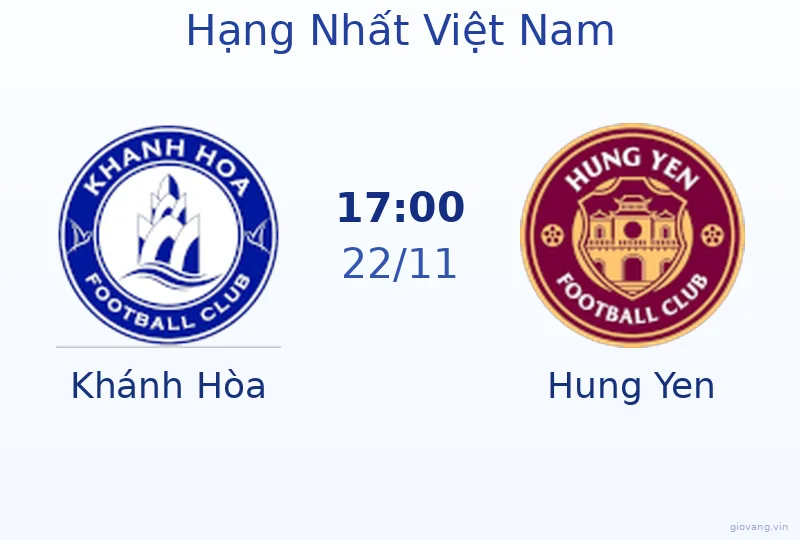 Hạng Nhất Việt Nam
KHANH HOA
FOOTBALL CLUB
17:00
22/11
HUNG YEN
FOOTBALL CLUB
Khánh Hòa
Hung Yen
giovang.vin